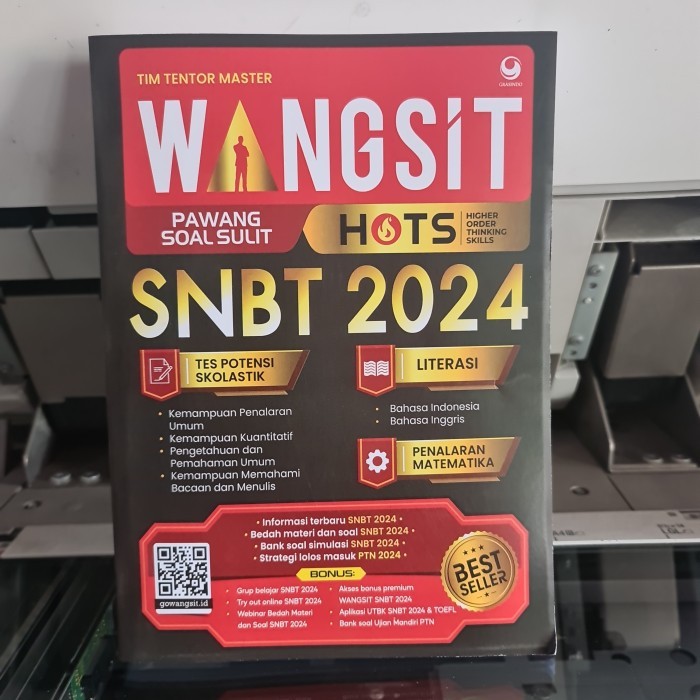 TIM TENTOR MASTER
GRASINDO
WANGSIT
PAWANG
SOAL SULIT
HOTS
HIGHER
ORDER
THINKING
SKILLS
SNBT 2024
TES POTENSI
SKOLASTIK
• Kemampuan Penalaran
Umum
• Kemampuan Kuantitatif
• Pengetahuan dan
Pemahaman Umum
• Kemampuan Memahami
Bacaan dan Menulis
LITERASI
• Bahasa Indonesia
• Bahasa Inggris
PENALARAN
MATEMATIKA
• Informasi terbaru SNBT 2024 •
• Bedah materi dan soal SNBT 2024 •
• Bank soal simulasi SNBT 2024 •
• Strategi lolos masuk PTN 2024 •
gowangsit.id
BONUS:
• Grup belajar SNBT 2024
• Try out online SNBT 2024
• Webinar Bedah Materi
dan Soal SNBT 2024
• Akses bonus premium
WANGSIT SNBT 2024
• Aplikasi UTBK SNBT 2024 & TOEFL
• Bank soal Ujian Mandiri PTN
BEST
SELLER